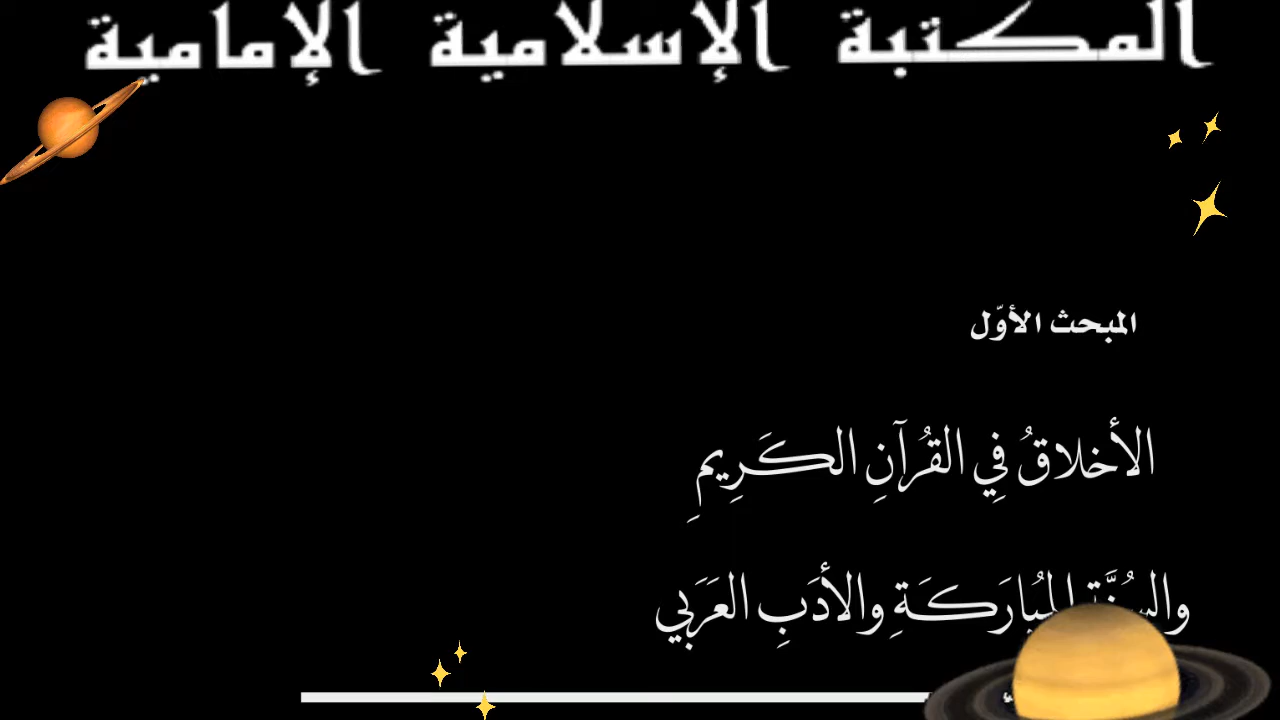 المكتبة الإسلامية الإمامية
المبحث الأوّل
الأخلاقُ فِي القُرآنِ الكَرِيمِ
والسُنَّةِ المُبارَكَةِ والأدَبِ العَرَبي